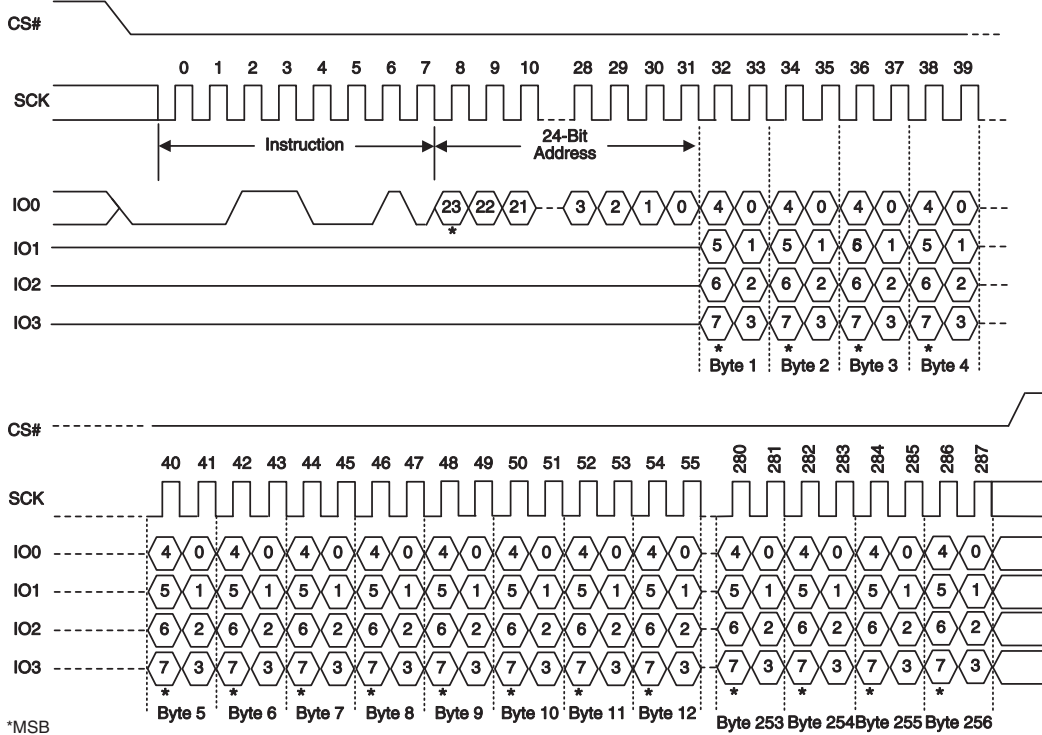 CS#
0 1 2 3 4 5 6 7 8 9 10 28 29 30 31 32 33 34 35 36 37 38 39
SCK
Instruction
24-Bit
Address
IO0 23 22 21 3 2 1 0 4 0 4 0 4 0 4 0
*
IO1 5 1 5 1 6 1 5 1
IO2 6 2 6 2 6 2 6 2
IO3 7 3 7 3 7 3 7 3
* * * *
Byte 1 Byte 2 Byte 3 Byte 4
CS#
40 41 42 43 44 45 46 47 48 49 50 51 52 53 54 55 280 281 282 283 284 285 286 287
SCK
IO0 4 0 4 0 4 0 4 0 4 0 4 0 4 0 4 0 4 0 4 0 4 0 4 0
IO1 5 1 5 1 5 1 5 1 5 1 5 1 5 1 5 1 5 1 5 1 5 1 5 1
IO2 6 2 6 2 6 2 6 2 6 2 6 2 6 2 6 2 6 2 6 2 6 2 6 2
IO3 7 3 7 3 7 3 7 3 7 3 7 3 7 3 7 3 7 3 7 3 7 3 7 3
* * * * * * * * * * * *
Byte 5 Byte 6 Byte 7 Byte 8 Byte 9 Byte 10 Byte 11 Byte 12 Byte 253 Byte 254 Byte 255 Byte 256
*MSB